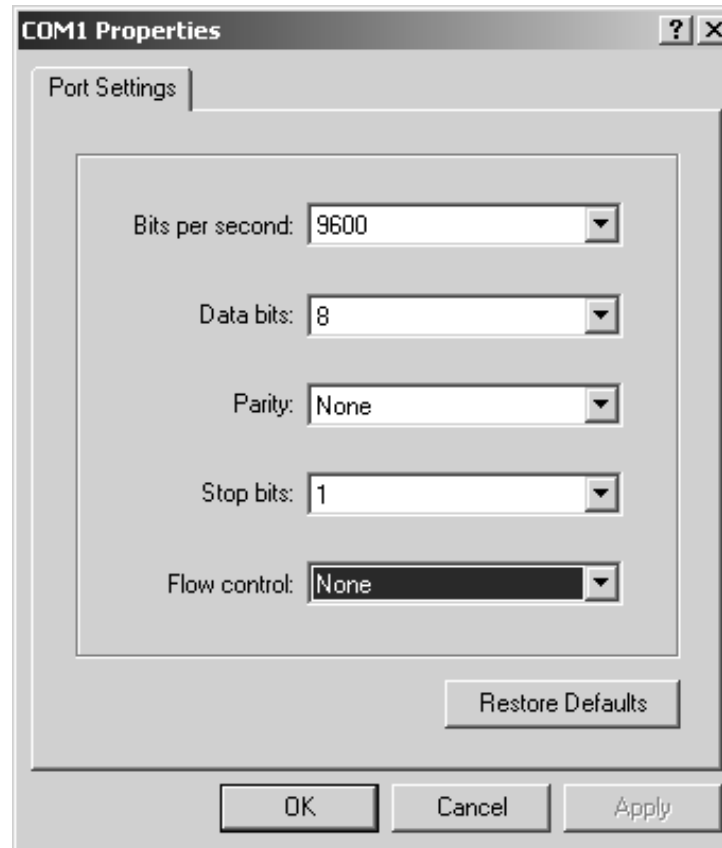 COM1 Properties
Port Settings
Bits per second: 9600
Data bits: 8
Parity: None
Stop bits: 1
Flow control: None
Restore Defaults
OK Cancel Apply